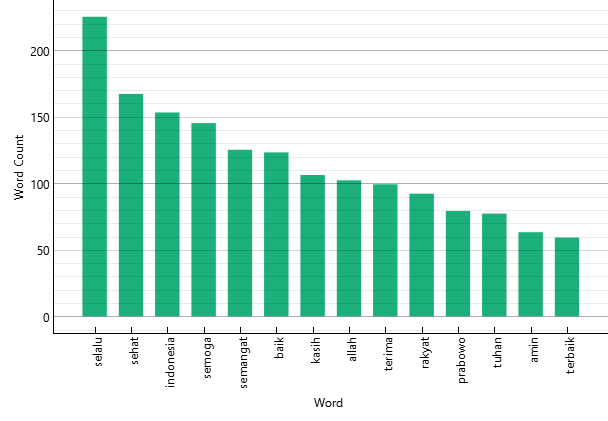 Word Count
200
150
100
50
0
selalu
sehat
indonesia
semoga
semangat
baik
kasih
allah
terima
rakyat
prabowo
tuhan
amin
terbaik
Word